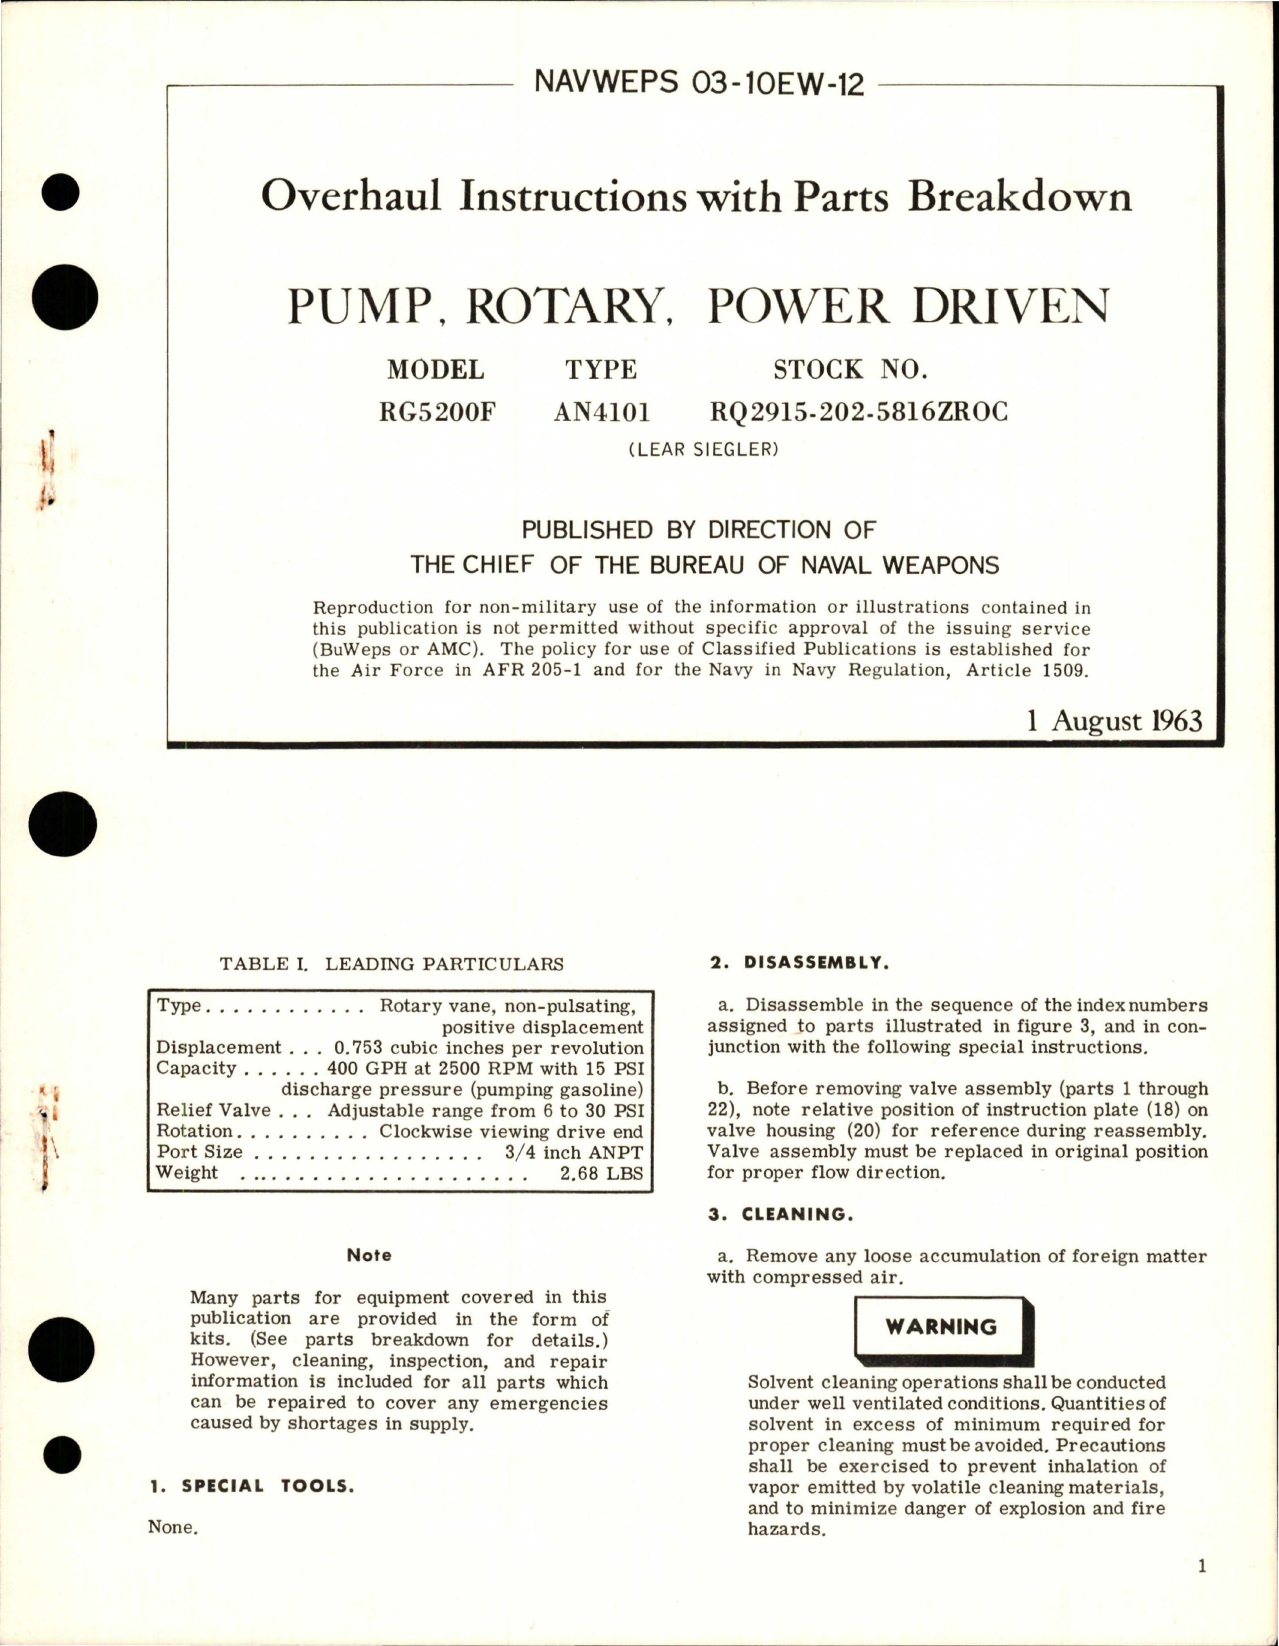 NAVWEPS 03-10EW-12
Overhaul Instructions with Parts Breakdown
PUMP, ROTARY, POWER DRIVEN
MODEL TYPE STOCK NO.
RG5200F AN4101 RQ2915-202-5816ZROC
(LEAR SIEGLER)
PUBLISHED BY DIRECTION OF
THE CHIEF OF THE BUREAU OF NAVAL WEAPONS
Reproduction for non-military use of the information or illustrations contained in
this publication is not permitted without specific approval of the issuing service
(BuWeps or AMC). The policy for use of Classified Publications is established for
the Air Force in AFR 205-1 and for the Navy in Navy Regulation, Article 1509.
1 August 1963
TABLE I. LEADING PARTICULARS
Type . . . . . . . . . . . . Rotary vane, non-pulsating,
positive displacement
Displacement . . . 0.753 cubic inches per revolution
Capacity . . . . . . 400 GPH at 2500 RPM with 15 PSI
discharge pressure (pumping gasoline)
Relief Valve . . . Adjustable range from 6 to 30 PSI
Rotation . . . . . . . . . . Clockwise viewing drive end
Port Size . . . . . . . . . . . . . . . . . 3/4 inch ANPT
Weight . . . . . . . . . . . . . . . . . . . . . 2.68 LBS
Note
Many parts for equipment covered in this
publication are provided in the form of
kits. (See parts breakdown for details.)
However, cleaning, inspection, and repair
information is included for all parts which
can be repaired to cover any emergencies
caused by shortages in supply.
1. SPECIAL TOOLS.
None.
2. DISASSEMBLY.
a. Disassemble in the sequence of the index numbers
assigned to parts illustrated in figure 3, and in con-
junction with the following special instructions.
b. Before removing valve assembly (parts 1 through
22), note relative position of instruction plate (18) on
valve housing (20) for reference during reassembly.
Valve assembly must be replaced in original position
for proper flow direction.
3. CLEANING.
a. Remove any loose accumulation of foreign matter
with compressed air.
WARNING
Solvent cleaning operations shall be conducted
under well ventilated conditions. Quantities of
solvent in excess of minimum required for
proper cleaning must be avoided. Precautions
shall be exercised to prevent inhalation of
vapor emitted by volatile cleaning materials,
and to minimize danger of explosion and fire
hazards.
1